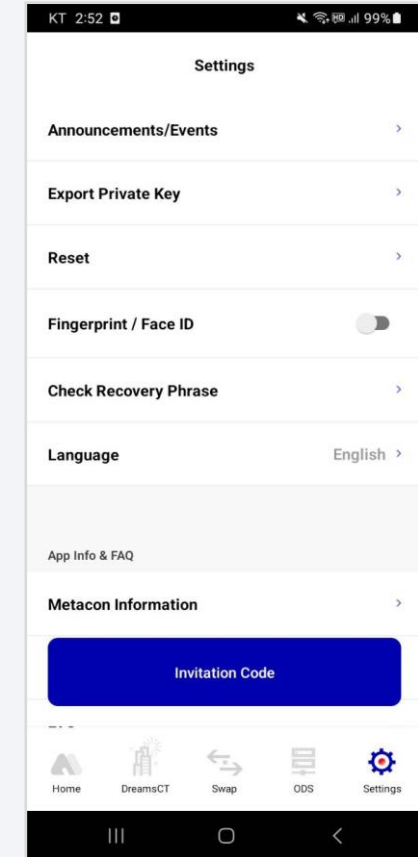 KT 2:52 99%
Settings
Announcements/Events
Export Private Key
Reset
Fingerprint / Face ID
Check Recovery Phrase
Language English
App Info & FAQ
Metacon Information
Invitation Code
Home DreamsCT Swap ODS Settings